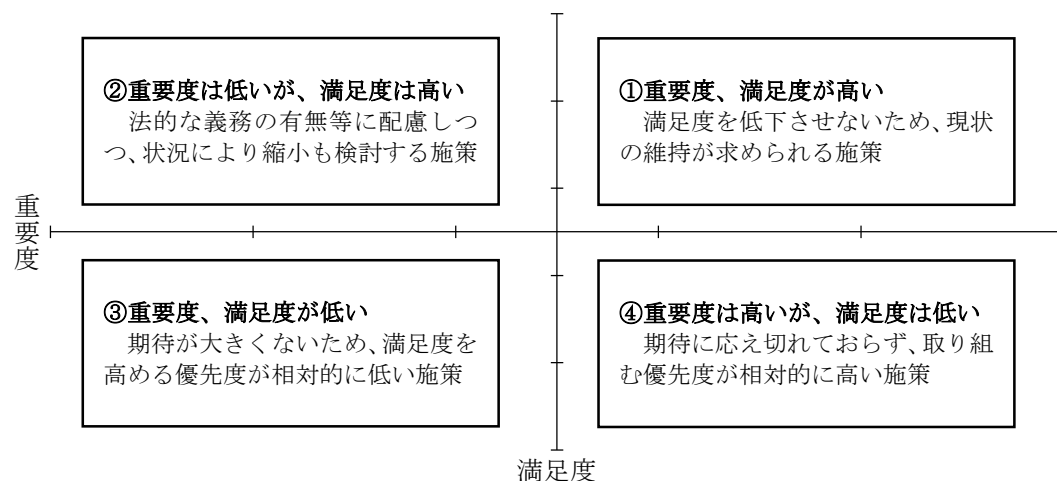 ②重要度は低いが、満足度は高い
法的な義務の有無等に配慮しつ
つ、状況により縮小も検討する施策
①重要度、満足度が高い
満足度を低下させないため、現状
の維持が求められる施策
重要度
③重要度、満足度が低い
期待が大きくないため、満足度を
高める優先度が相対的に低い施策
④重要度は高いが、満足度は低い
期待に応え切れておらず、取り組
む優先度が相対的に高い施策
満足度